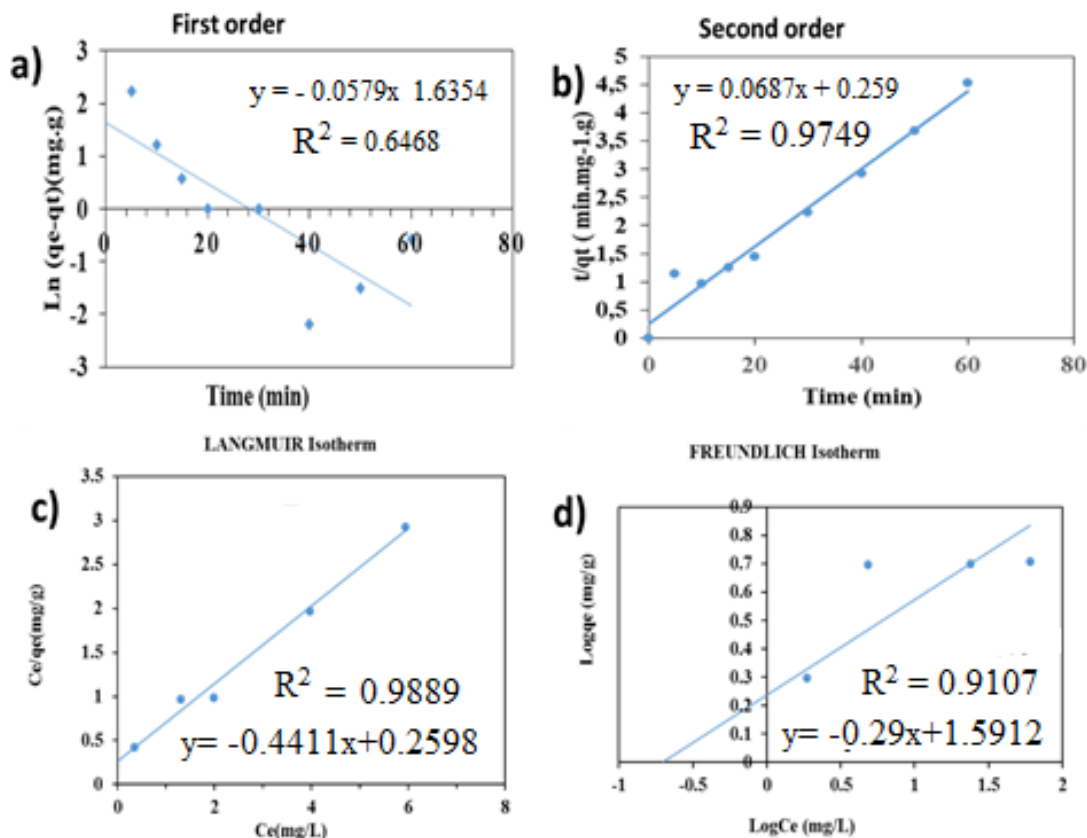 First order
a)
3
2
1
0
-1
-2
-3
0
20
40
60
80
y = - 0.0579x 1.6354
R² = 0.6468
Ln (qe-qt)(mg.g)
Time (min)
Second order
b)
5
4,5
4
3,5
3
2,5
2
1,5
1
0,5
0
0
20
40
60
80
y = 0.0687x + 0.259
R² = 0.9749
t/qt ( min.mg-1.g)
Time (min)
LANGMUIR Isotherm
c)
3.5
3
2.5
2
1.5
1
0.5
0
0
2
4
6
8
R² = 0.9889
y= -0.4411x+0.2598
Ce/qe(mg/g)
Ce(mg/L)
FREUNDLICH Isotherm
d)
0.9
0.8
0.7
0.6
0.5
0.4
0.3
0.2
0.1
0
-1
-0.5
0
0.5
1
1.5
2
R² = 0.9107
y= -0.29x+1.5912
Logqe (mg/g)
LogCe (mg/L)